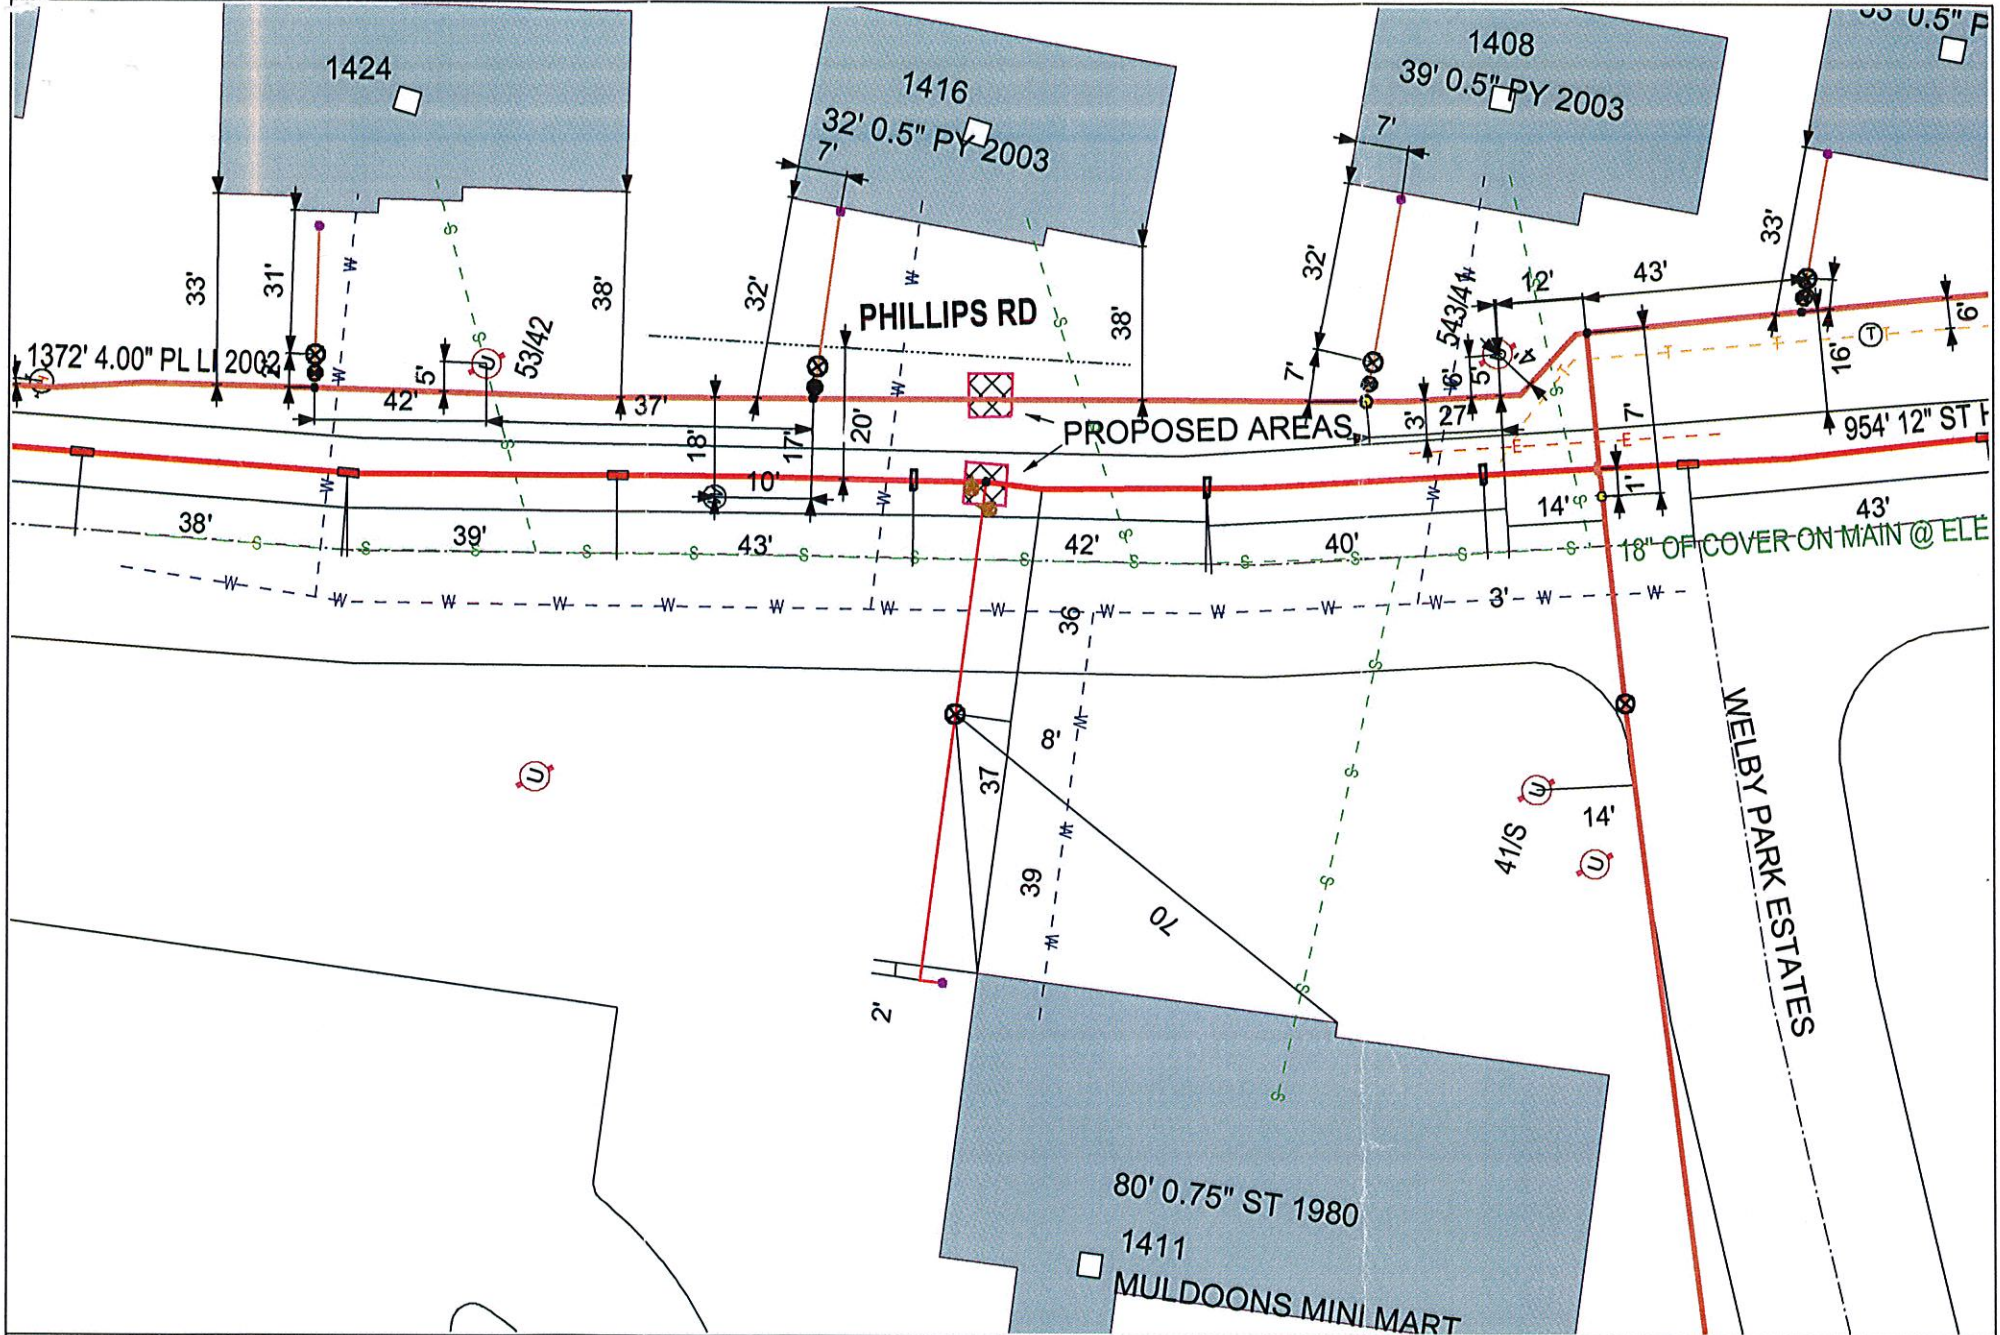 1424
1416
32' 0.5" PY 2003
7'
1408
39' 0.5" PY 2003
7'
0.5" P
33'
31'
38'
32'
38'
32'
33'
PHILLIPS RD
53/42
12'
43'
6'
16'
T
1372' 4.00" PL LI 2002
U
5'
42'
37'
20'
18'
17'
10'
7'
PROPOSED AREAS
3'
27'
5'
6'
4'
7'
954' 12" ST
1'
14'
43'
38'
39'
43'
42'
40'
18" OF COVER ON MAIN @ ELE
3'
36
8'
37
39
70
2'
U
U
41/S
14'
U
WELBY PARK ESTATES
80' 0.75" ST 1980
1411
MULDOONS MINI MART